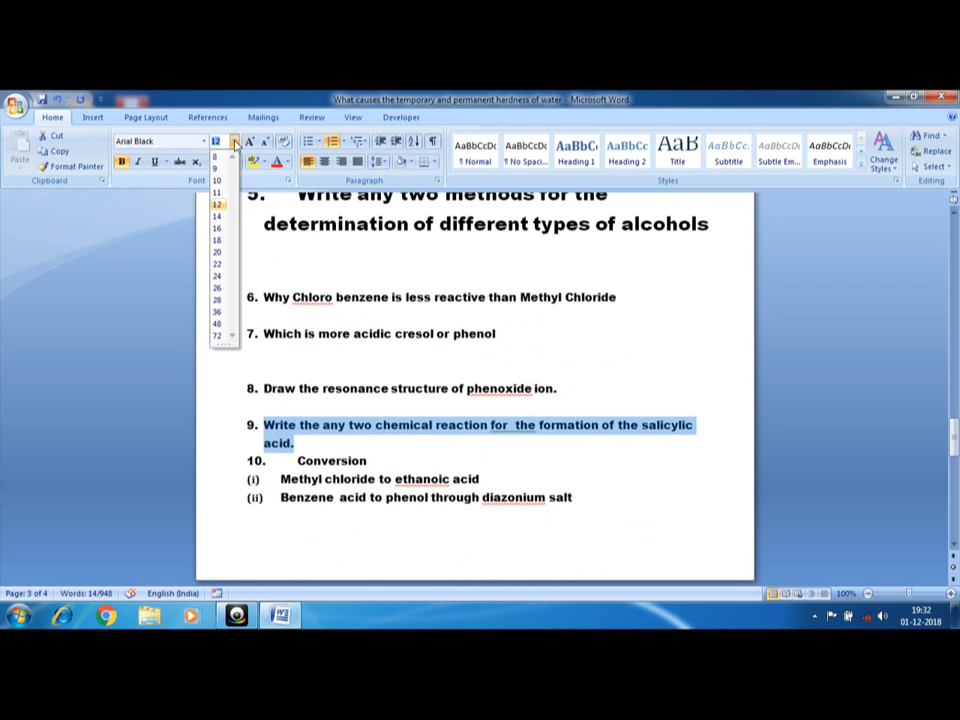 What causes the temporary and permanent hardness of water - Microsoft Word
Home Insert Page Layout References Mailings Review View Developer
Paste
Cut
Copy
Format Painter
Clipboard
Arial Black 12
Font
Paragraph
AaBbCcDc AaBbCcDc AaBbC AaBbCc AaB AaBbCc. AaBbCcDc AaBbCcDc
¶ Normal ¶ No Spaci... Heading 1 Heading 2 Title Subtitle Subtle Em... Emphasis
Styles
Change Styles
Find
Replace
Select
Editing
8
9
10
11
12
14
16
18
20
22
24
26
28
36
48
72
5. Write any two methods for the
determination of different types of alcohols
6. Why Chloro benzene is less reactive than Methyl Chloride
7. Which is more acidic cresol or phenol
8. Draw the resonance structure of phenoxide ion.
9. Write the any two chemical reaction for the formation of the salicylic
acid.
10. Conversion
(i) Methyl chloride to ethanoic acid
(ii) Benzene acid to phenol through diazonium salt
Page: 3 of 4 Words: 14/948 English (India) 100%
19:32
01-12-2018